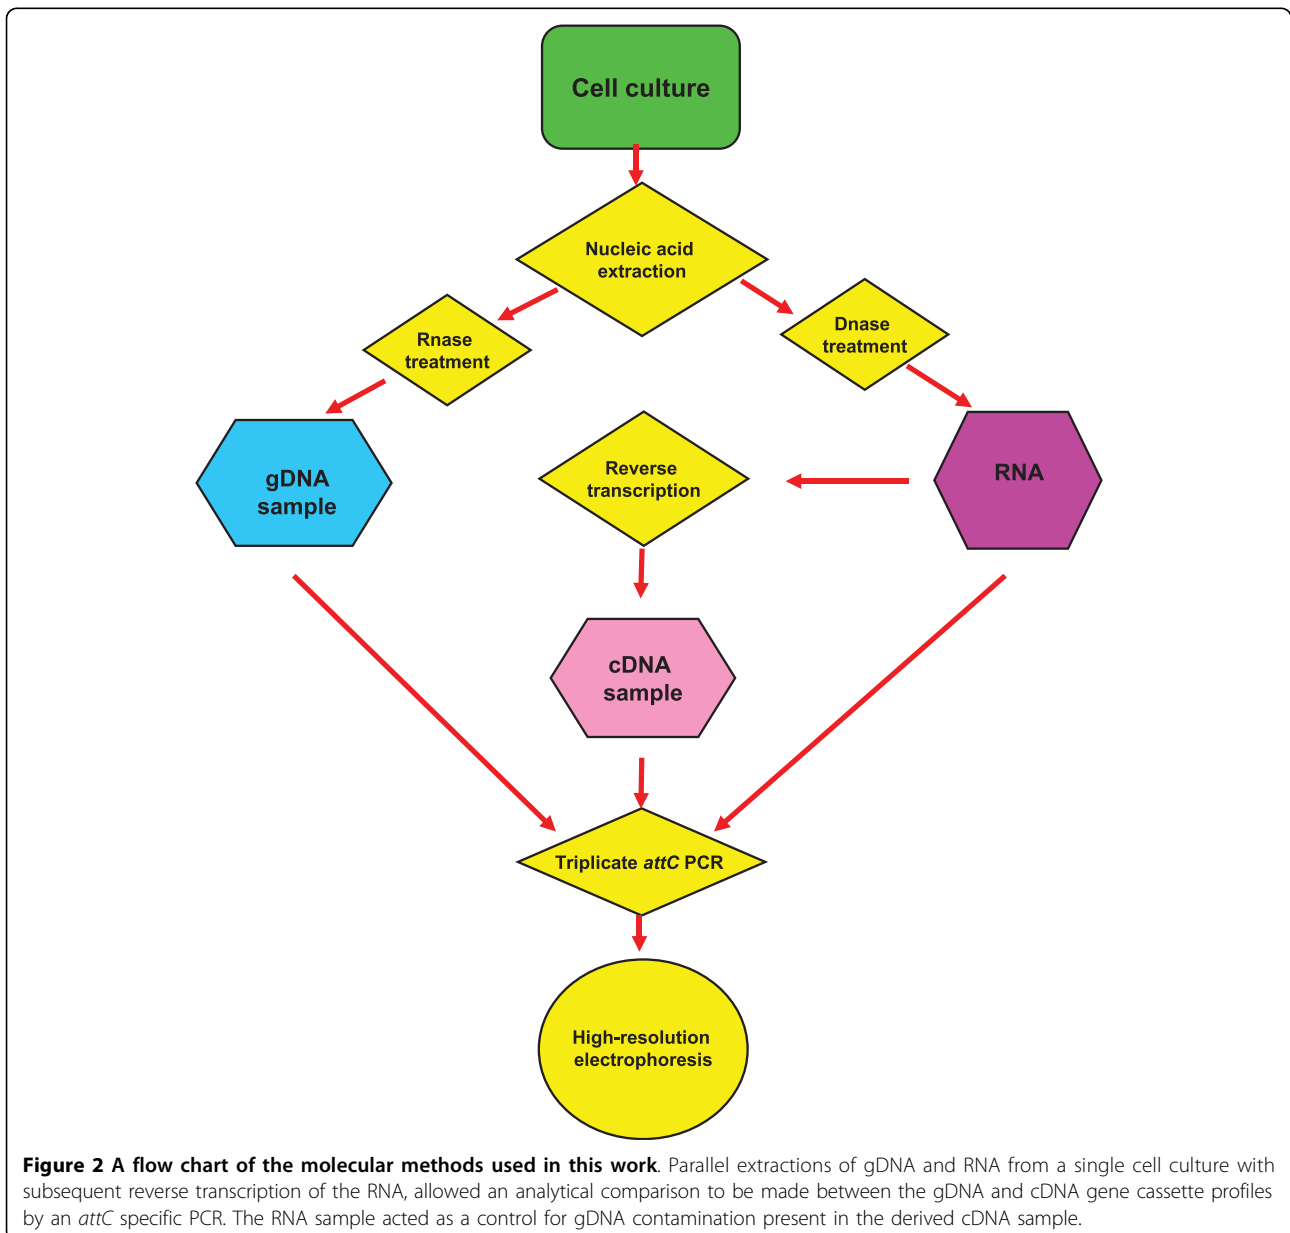 Cell culture
Nucleic acid
extraction
Rnase
treatment
Dnase
treatment
gDNA
sample
Reverse
transcription
RNA
cDNA
sample
Triplicate attC PCR
High-resolution
electrophoresis
Figure 2 A flow chart of the molecular methods used in this work. Parallel extractions of gDNA and RNA from a single cell culture with
subsequent reverse transcription of the RNA, allowed an analytical comparison to be made between the gDNA and cDNA gene cassette profiles
by an attC specific PCR. The RNA sample acted as a control for gDNA contamination present in the derived cDNA sample.